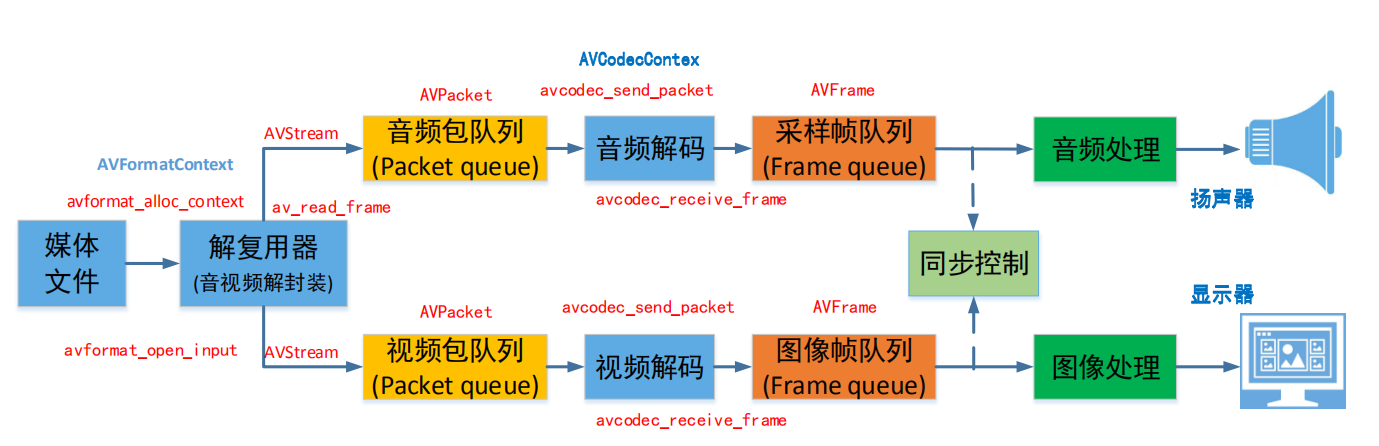 AVCodecContex
AVPacket
avcodec_send_packet
AVFrame
AVStream
音频包队列
(Packet queue)
音频解码
采样帧队列
(Frame queue)
音频处理
AVFormatContext
avformat_alloc_context
av_read_frame
avcodec_receive_frame
扬声器
媒体
文件
解复用器
(音视频解封装)
同步控制
显示器
AVPacket
avcodec_send_packet
AVFrame
avformat_open_input
AVStream
视频包队列
(Packet queue)
视频解码
图像帧队列
(Frame queue)
图像处理
avcodec_receive_frame